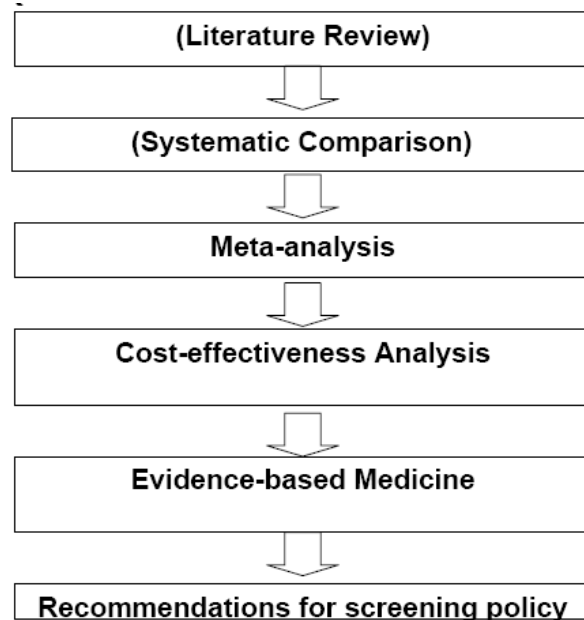 (Literature Review)
(Systematic Comparison)
Meta-analysis
Cost-effectiveness Analysis
Evidence-based Medicine
Recommendations for screening policy